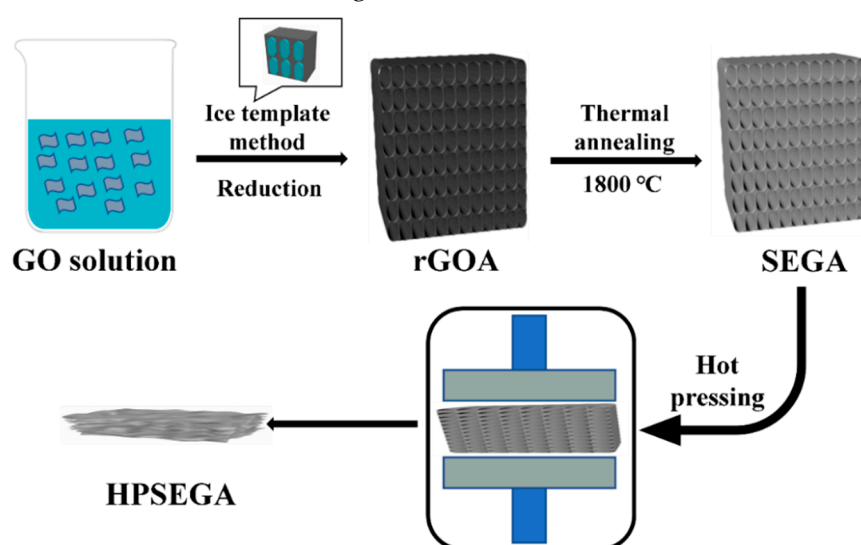 Ice template
method
Reduction
Thermal
annealing
1800 °C
GO solution
rGOA
SEGA
Hot
pressing
HPSEGA